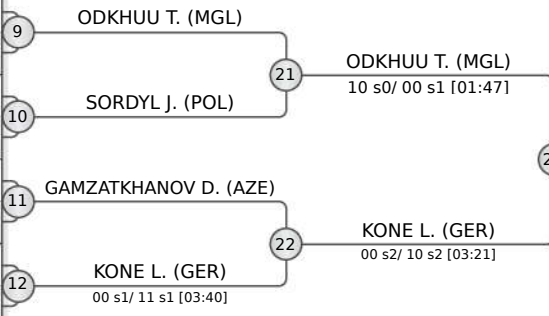 ODKHUU T. (MGL)
9
21
ODKHUU T. (MGL)
10 s0/ 00 s1 [01:47]
SORDYL J. (POL)
10
GAMZATKHANOV D. (AZE)
11
22
KONE L. (GER)
00 s2/ 10 s2 [03:21]
KONE L. (GER)
12
00 s1/ 11 s1 [03:40]